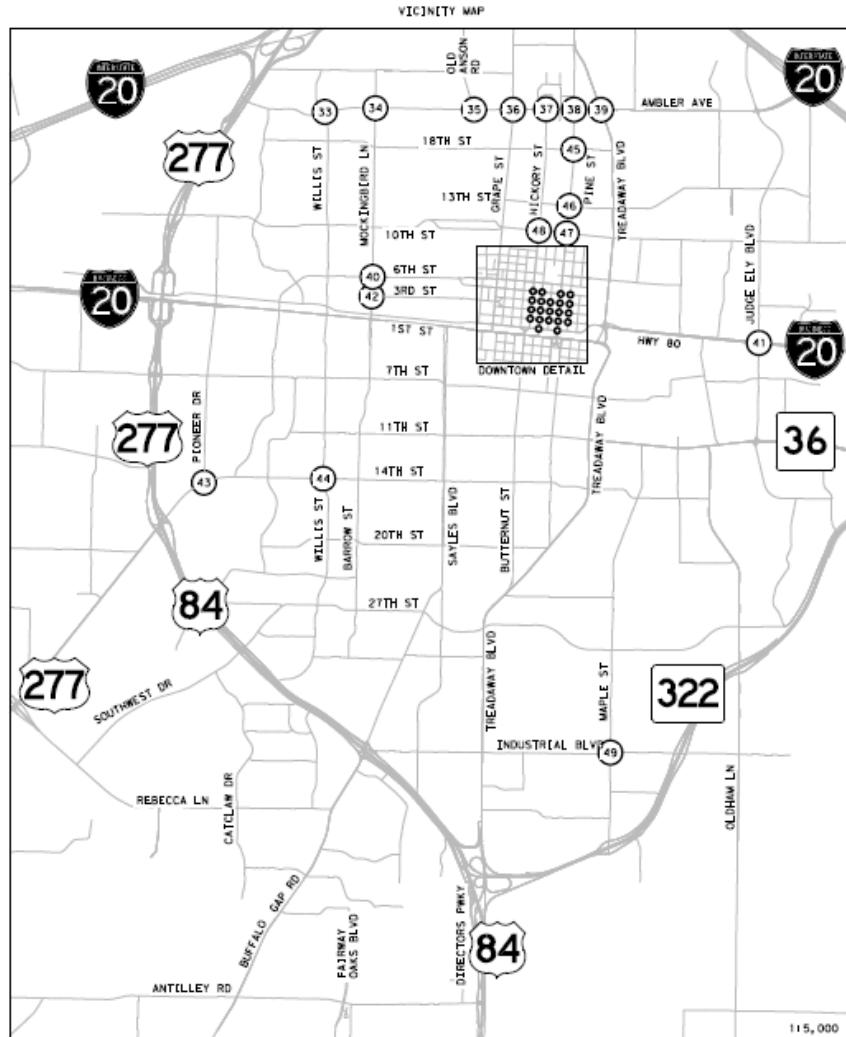 VICINITY MAP
INTERSTATE
20
INTERSTATE
20
277
OLD
ANSON
RD
33
34
35
36
37
38
39
AMBLER AVE
WILLIS ST
MOCKINGBIRD LN
18TH ST
GRAPE ST
HICKORY ST
45
PINE ST
TREADAWAY BLVD
13TH ST
46
10TH ST
48
47
JUDGE ELY BLVD
6TH ST
40
3RD ST
42
20
1ST ST
HWY 80
41
20
7TH ST
DOWNTOWN DETAIL
277
PIONEER DR
11TH ST
36
TREADAWAY BLVD
43
44
14TH ST
WILLIS ST
BARROW ST
20TH ST
SAYLES BLVD
BUTTERNUT ST
84
27TH ST
277
SOUTHWEST DR
TREADAWAY BLVD
MAPLE ST
322
INDUSTRIAL BLVD
49
REBECCA LN
CATCLAW DR
OLDHAM LN
BUFFALO GAP RD
FAIRWAY
OAKS BLVD
DIRECTORS PWKY
84
ANTILLEY RD
1:15,000